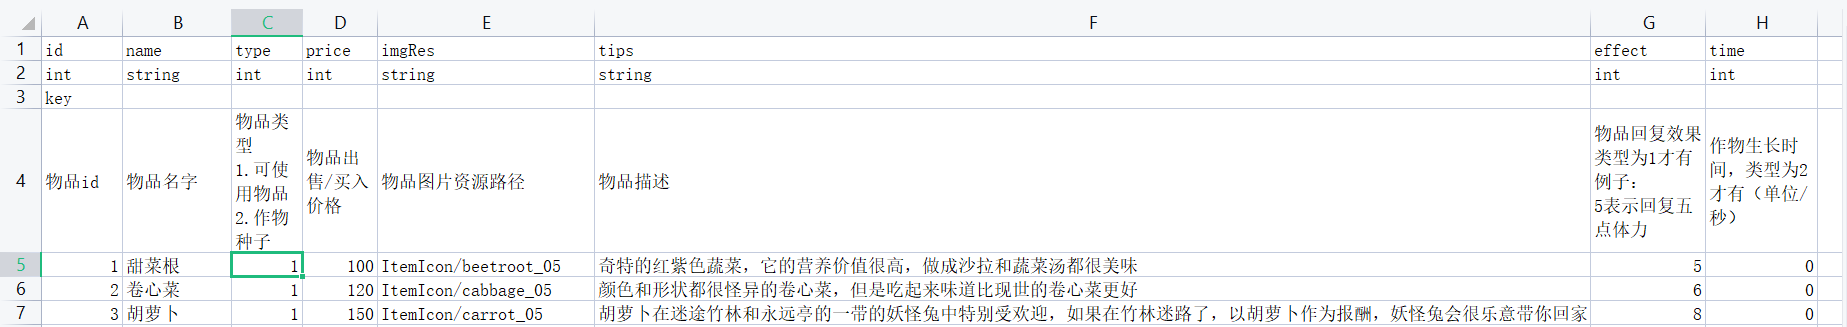 A B C D E F G H
1 id name type price imgRes tips effect time
2 int string int int string string int int
3 key
物品类
型
1.可使
用物品
2.作物
种子
物品出
售/买入
价格
物品回复效果
类型为1才有
例子：
5表示回复五
点体力
作物生长时
间，类型为2
才有（单位/
秒）
4 物品id 物品名字 物品图片资源路径 物品描述
5 1 甜菜根 1 100 ItemIcon/beetroot_05 奇特的红紫色蔬菜，它的营养价值很高，做成沙拉和蔬菜汤都很美味 5 0
6 2 卷心菜 1 120 ItemIcon/cabbage_05 颜色和形状都很怪异的卷心菜，但是吃起来味道比现世的卷心菜更好 6 0
7 3 胡萝卜 1 150 ItemIcon/carrot_05 胡萝卜在迷途竹林和永远亭的一带的妖怪兔中特别受欢迎，如果在竹林迷路了，以胡萝卜作为报酬，妖怪兔会很乐意带你回家 8 0